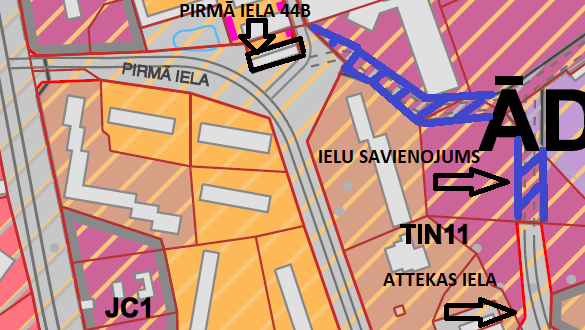 PIRMĀ IELA 44B
PIRMĀ IELA
ĀD
IELU SAVIENOJUMS
TIN11
ATTEKAS IELA
JC1